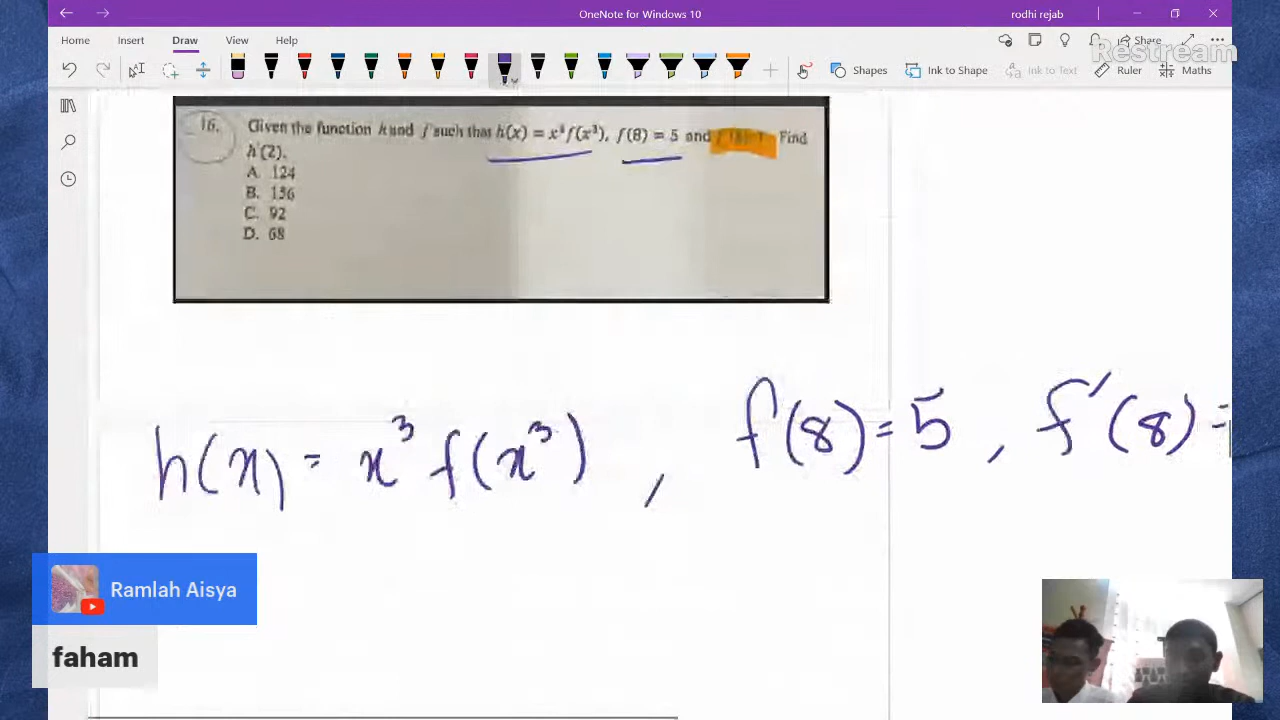 OneNote for Windows 10
rodhi rejab
Home Insert Draw View Help
Share
Restream
Shapes Ink to Shape Ink to Text Ruler Maths
16. Given the function h and f such that h(x) = x³f(x³), f(8) = 5 and Find
h'(2).
A. 124
B. 156
C. 92
D. 68
h(x) = x³ f(x³) , f(8) = 5 , f'(8) =
Ramlah Aisya
faham